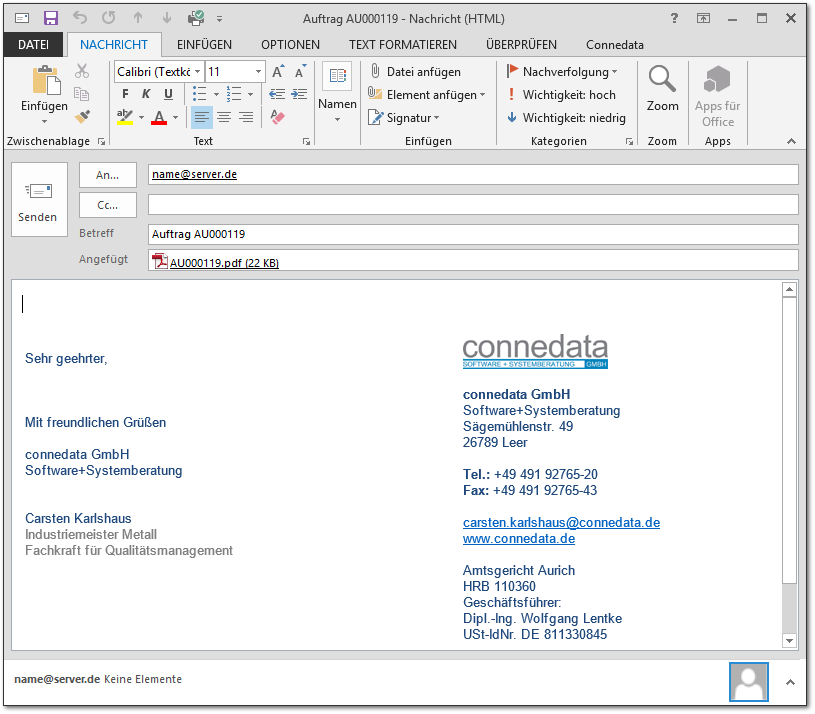 Auftrag AU000119 - Nachricht (HTML)
?
DATEI NACHRICHT EINFÜGEN OPTIONEN TEXT FORMATIEREN ÜBERPRÜFEN Connedata
Einfügen
Zwischenablage
Calibri (Textkö 11 A A
F K U
ab A
Text
Namen
Datei anfügen
Element anfügen
Signatur
Einfügen
Nachverfolgung
! Wichtigkeit: hoch
Wichtigkeit: niedrig
Kategorien
Zoom
Zoom
Apps für
Office
Apps
Senden
An... name@server.de
Cc...
Betreff Auftrag AU000119
Angefügt AU000119.pdf (22 KB)
Sehr geehrter,
Mit freundlichen Grüßen
connedata GmbH
Software+Systemberatung
Carsten Karlshaus
Industriemeister Metall
Fachkraft für Qualitätsmanagement
connedata
SOFTWARE + SYSTEMBERATUNG GMBH
connedata GmbH
Software+Systemberatung
Sägemühlenstr. 49
26789 Leer
Tel.: +49 491 92765-20
Fax: +49 491 92765-43
carsten.karlshaus@connedata.de
www.connedata.de
Amtsgericht Aurich
HRB 110360
Geschäftsführer:
Dipl.-Ing. Wolfgang Lentke
USt-IdNr. DE 811330845
name@server.de Keine Elemente